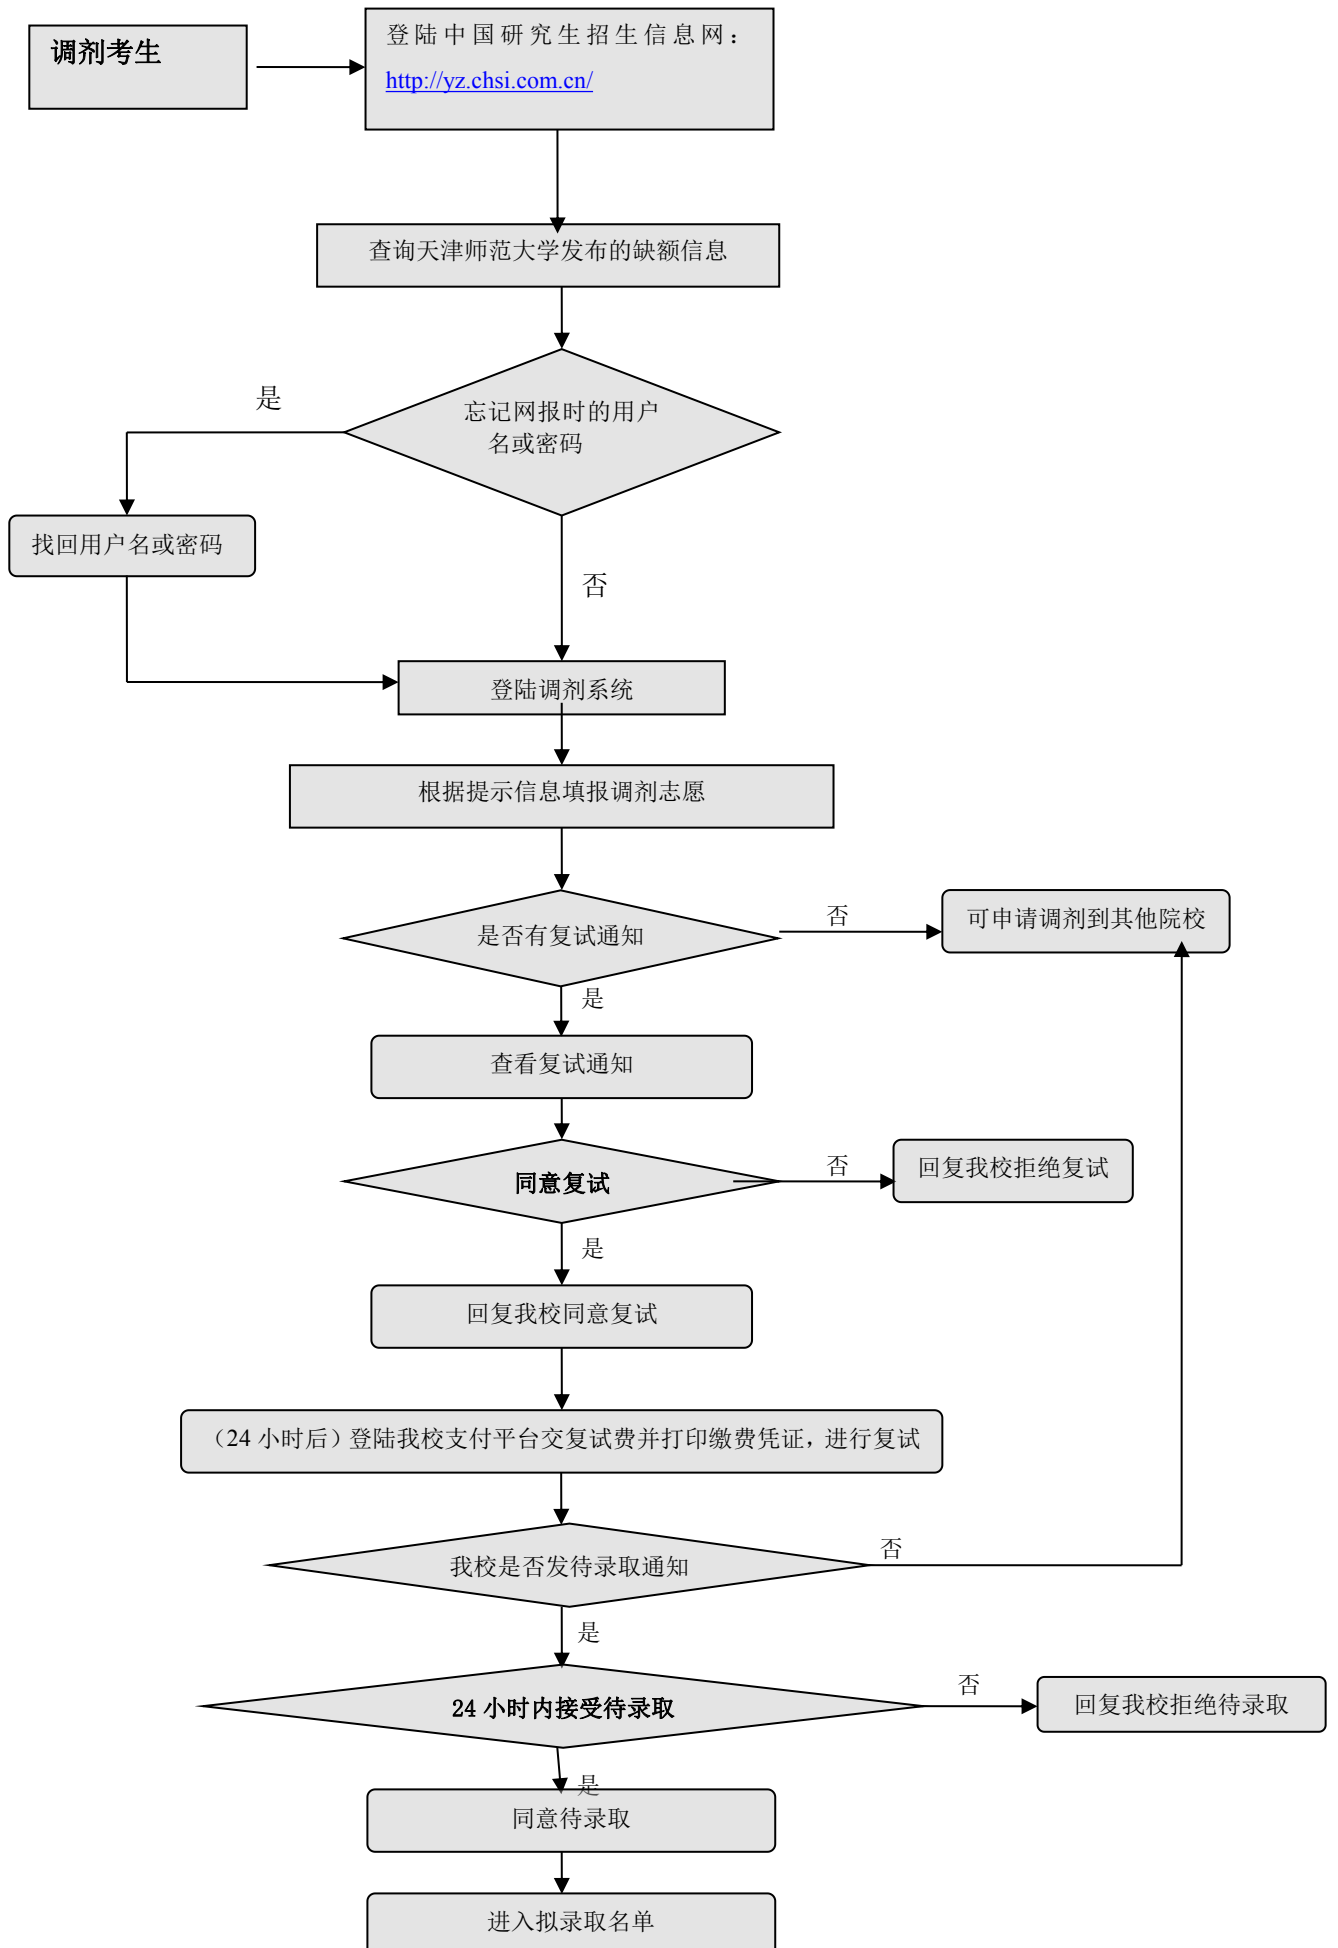 调剂考生
登陆中国研究生招生信息网：
http://yz.chsi.com.cn/
查询天津师范大学发布的缺额信息
是
忘记网报时的用户
名或密码
找回用户名或密码
否
登陆调剂系统
根据提示信息填报调剂志愿
是否有复试通知
否
可申请调剂到其他院校
是
查看复试通知
同意复试
否
回复我校拒绝复试
是
回复我校同意复试
（24 小时后）登陆我校支付平台交复试费并打印缴费凭证，进行复试
我校是否发待录取通知
否
是
24 小时内接受待录取
否
回复我校拒绝待录取
是
同意待录取
进入拟录取名单